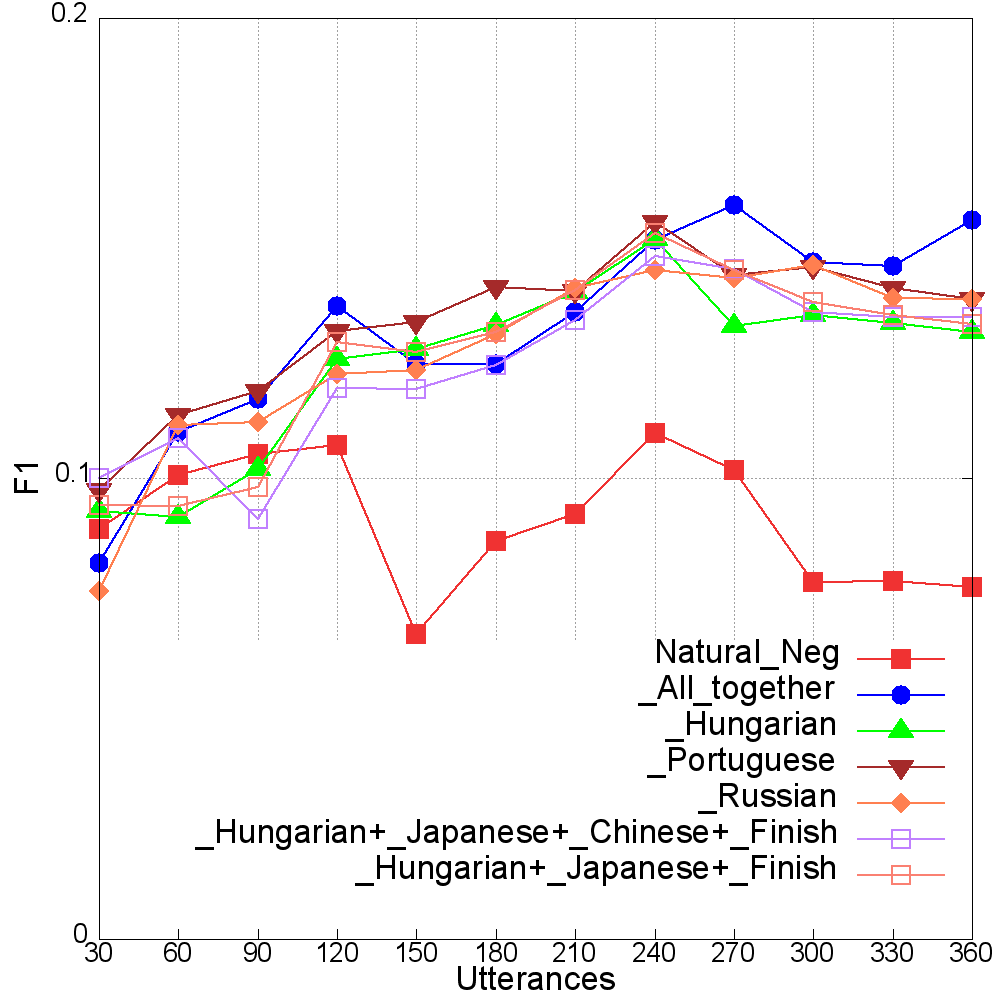 0.2
0.1
0
F1
30 60 90 120 150 180 210 240 270 300 330 360
Utterances
Natural_Neg
_All_together
_Hungarian
_Portuguese
_Russian
_Hungarian+_Japanese+_Chinese+_Finish
_Hungarian+_Japanese+_Finish